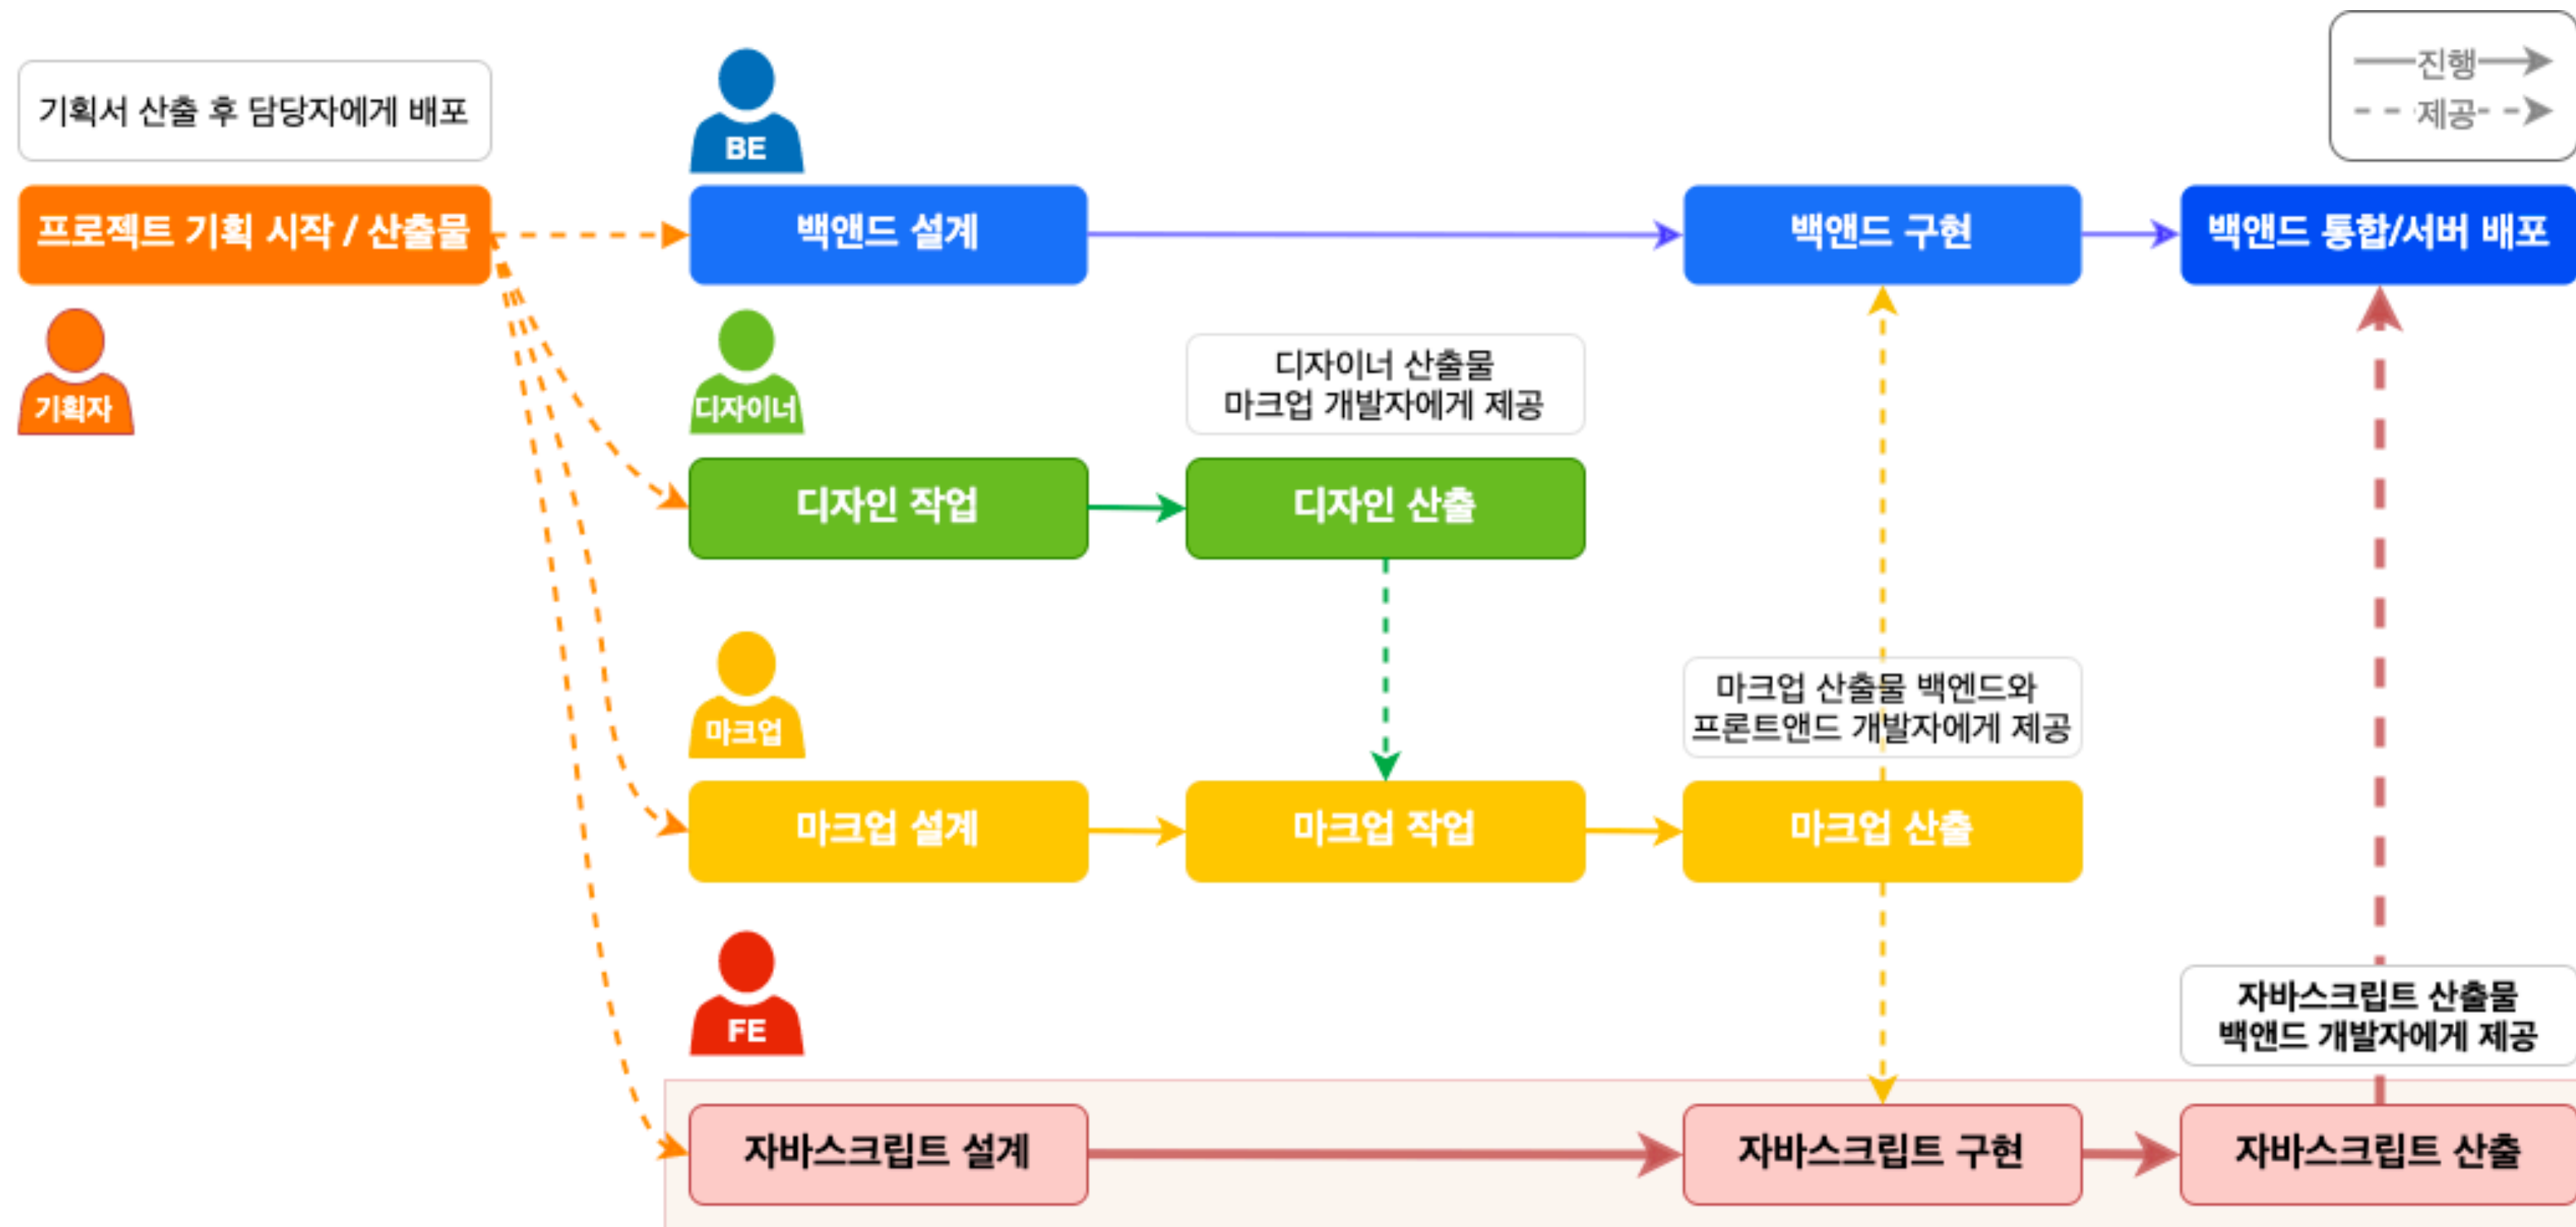 진행
제공
기획서 산출 후 담당자에게 배포
BE
프로젝트 기획 시작 / 산출물
백앤드 설계
백앤드 구현
백앤드 통합/서버 배포
기획자
디자이너
디자이너 산출물
마크업 개발자에게 제공
디자인 작업
디자인 산출
마크업
마크업 산출물 백엔드와
프론트앤드 개발자에게 제공
마크업 설계
마크업 작업
마크업 산출
FE
자바스크립트 산출물
백앤드 개발자에게 제공
자바스크립트 설계
자바스크립트 구현
자바스크립트 산출